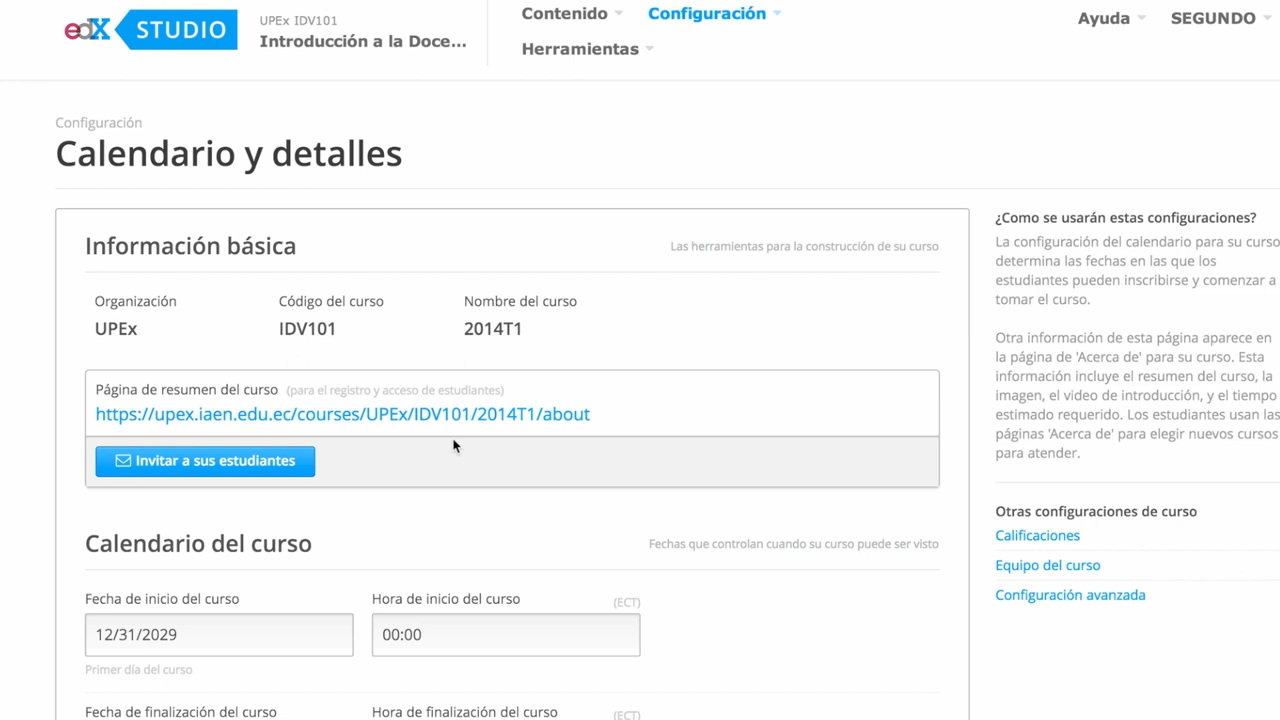 edX STUDIO
UPEx IDV101
Introducción a la Doce...
Contenido
Configuración
Herramientas
Ayuda
SEGUNDO
Configuración
Calendario y detalles
Información básica
Las herramientas para la construcción de su curso
Organización
Código del curso
Nombre del curso
UPEx
IDV101
2014T1
Página de resumen del curso (para el registro y acceso de estudiantes)
https://upex.iaen.edu.ec/courses/UPEx/IDV101/2014T1/about
Invitar a sus estudiantes
Calendario del curso
Fechas que controlan cuando su curso puede ser visto
Fecha de inicio del curso
Hora de inicio del curso
(ECT)
12/31/2029
00:00
Primer día del curso
Fecha de finalización del curso
Hora de finalización del curso
(ECT)
¿Como se usarán estas configuraciones?
La configuración del calendario para su curso
determina las fechas en las que los
estudiantes pueden inscribirse y comenzar a
tomar el curso.
Otra información de esta página aparece en
la página de 'Acerca de' para su curso. Esta
información incluye el resumen del curso, la
imagen, el video de introducción, y el tiempo
estimado requerido. Los estudiantes usan las
páginas 'Acerca de' para elegir nuevos cursos
para atender.
Otras configuraciones de curso
Calificaciones
Equipo del curso
Configuración avanzada